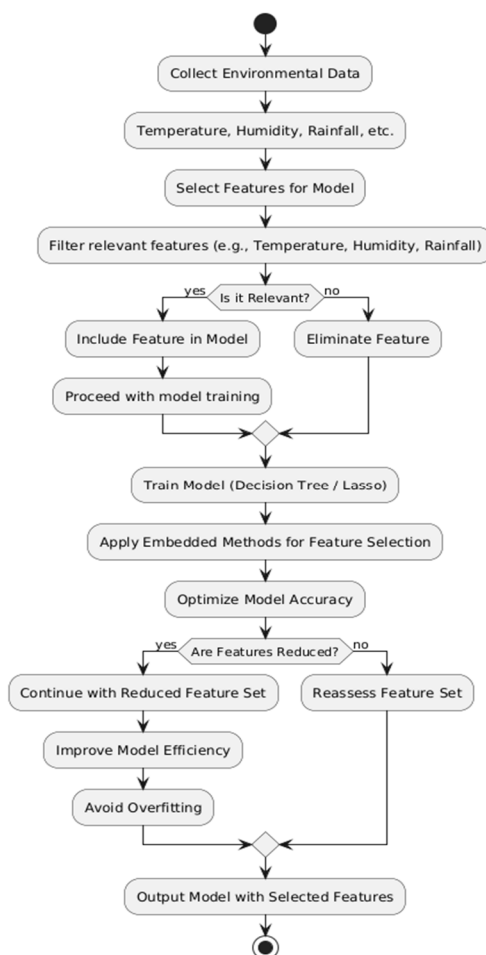 Collect Environmental Data
Temperature, Humidity, Rainfall, etc.
Select Features for Model
Filter relevant features (e.g., Temperature, Humidity, Rainfall)
yes
Is it Relevant?
no
Include Feature in Model
Eliminate Feature
Proceed with model training
Train Model (Decision Tree / Lasso)
Apply Embedded Methods for Feature Selection
Optimize Model Accuracy
yes
Are Features Reduced?
no
Continue with Reduced Feature Set
Reassess Feature Set
Improve Model Efficiency
Avoid Overfitting
Output Model with Selected Features